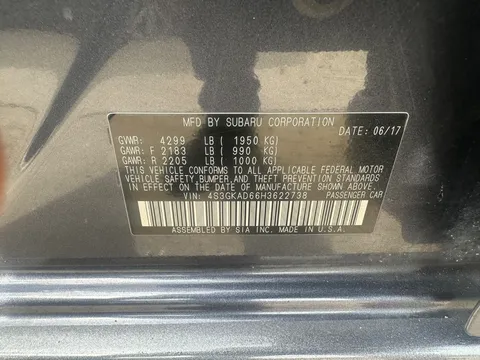 MFD BY SUBARU CORPORATION
DATE: 06/17
GVWR: 4299 LB ( 1950 KG)
GAWR: F 2183 LB ( 990 KG)
GAWR: R 2205 LB ( 1000 KG)
THIS VEHICLE CONFORMS TO ALL APPLICABLE FEDERAL MOTOR
VEHICLE SAFETY,BUMPER,AND THEFT PREVENTION STANDARDS
IN EFFECT ON THE DATE OF MANUFACTURE SHOWN ABOVE.
VIN: 4S3GKAD66H3622738 PASSENGER CAR
ASSEMBLED BY SIA INC. MADE IN U.S.A.